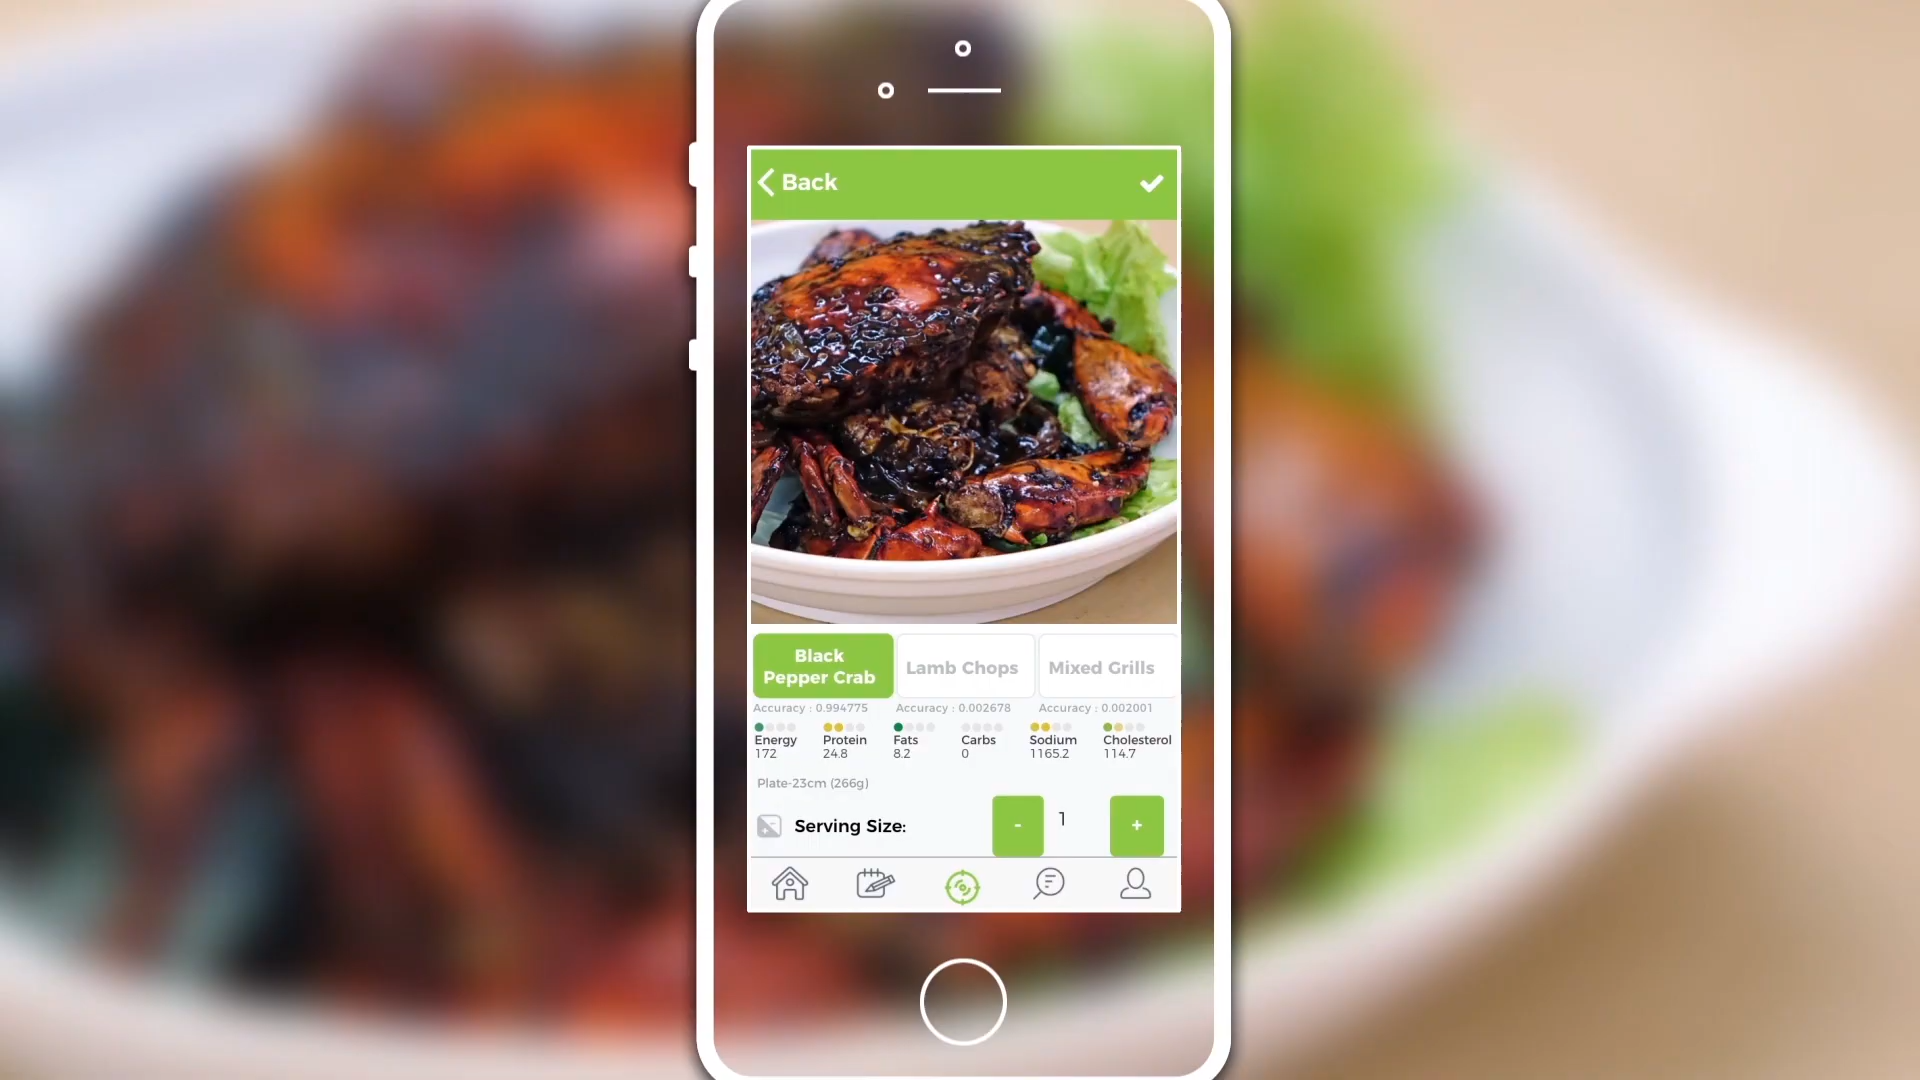 Back
Black
Pepper Crab
Lamb Chops
Mixed Grills
Accuracy : 0.994775
Accuracy : 0.002678
Accuracy : 0.002001
Energy
172
Protein
24.8
Fats
8.2
Carbs
0
Sodium
1165.2
Cholesterol
114.7
Plate-23cm (266g)
Serving Size:
-
1
+